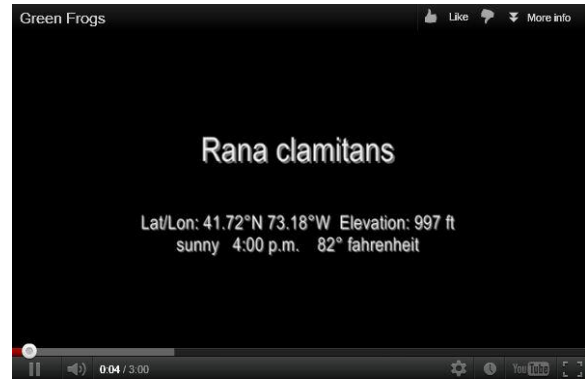 Green Frogs Like More info
Rana clamitans
Lat/Lon: 41.72°N 73.18°W Elevation: 997 ft
sunny 4:00 p.m. 82° fahrenheit
0:04 / 3:00 YouTube